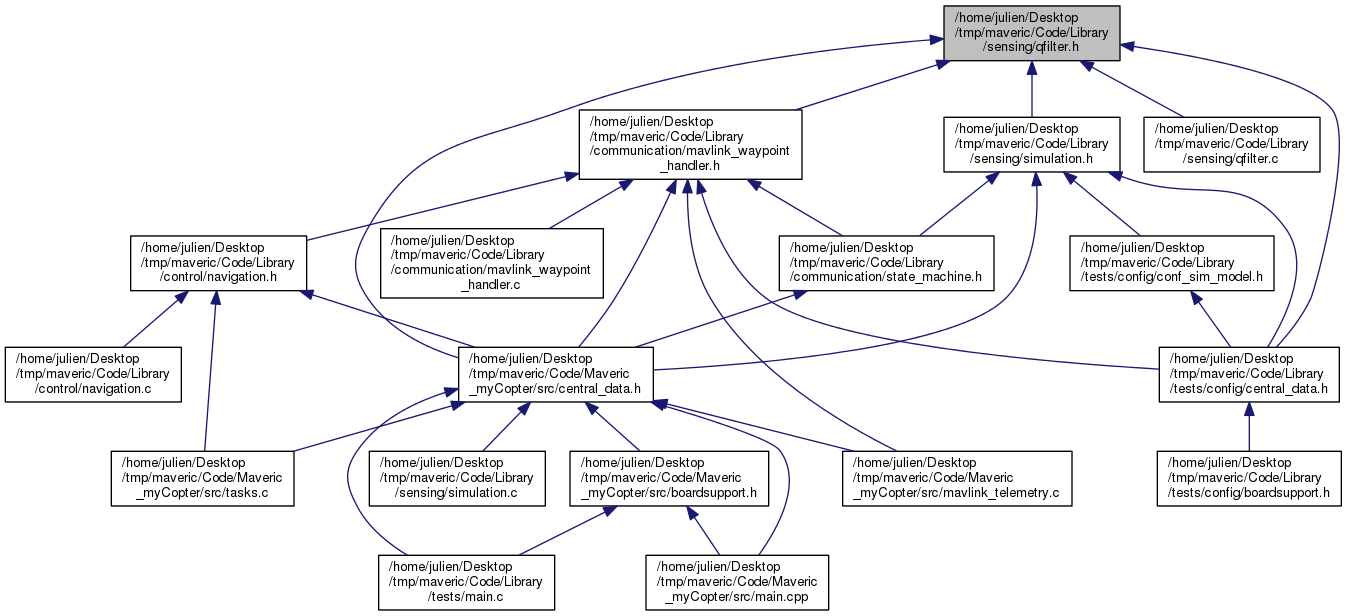 /home/julien/Desktop
/tmp/maveric/Code/Library
/sensing/qfilter.h
/home/julien/Desktop
/tmp/maveric/Code/Library
/communication/mavlink_waypoint
_handler.h
/home/julien/Desktop
/tmp/maveric/Code/Library
/sensing/simulation.h
/home/julien/Desktop
/tmp/maveric/Code/Library
/sensing/qfilter.c
/home/julien/Desktop
/tmp/maveric/Code/Library
/control/navigation.h
/home/julien/Desktop
/tmp/maveric/Code/Library
/communication/mavlink_waypoint
_handler.c
/home/julien/Desktop
/tmp/maveric/Code/Library
/communication/state_machine.h
/home/julien/Desktop
/tmp/maveric/Code/Library
/tests/config/conf_sim_model.h
/home/julien/Desktop
/tmp/maveric/Code/Library
/control/navigation.c
/home/julien/Desktop
/tmp/maveric/Code/Maveric
_myCopter/src/central_data.h
/home/julien/Desktop
/tmp/maveric/Code/Library
/tests/config/central_data.h
/home/julien/Desktop
/tmp/maveric/Code/Maveric
_myCopter/src/tasks.c
/home/julien/Desktop
/tmp/maveric/Code/Library
/sensing/simulation.c
/home/julien/Desktop
/tmp/maveric/Code/Maveric
_myCopter/src/boardsupport.h
/home/julien/Desktop
/tmp/maveric/Code/Maveric
_myCopter/src/mavlink_telemetry.c
/home/julien/Desktop
/tmp/maveric/Code/Library
/tests/config/boardsupport.h
/home/julien/Desktop
/tmp/maveric/Code/Library
/tests/main.c
/home/julien/Desktop
/tmp/maveric/Code/Maveric
_myCopter/src/main.cpp